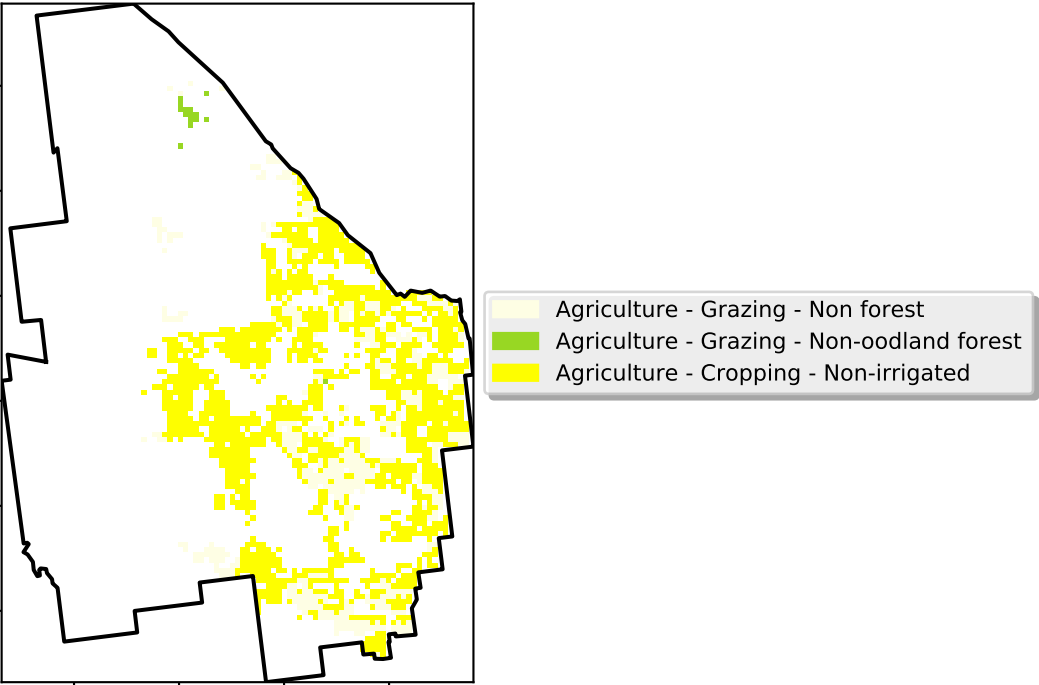 Agriculture - Grazing - Non forest
Agriculture - Grazing - Non-oodland forest
Agriculture - Cropping - Non-irrigated